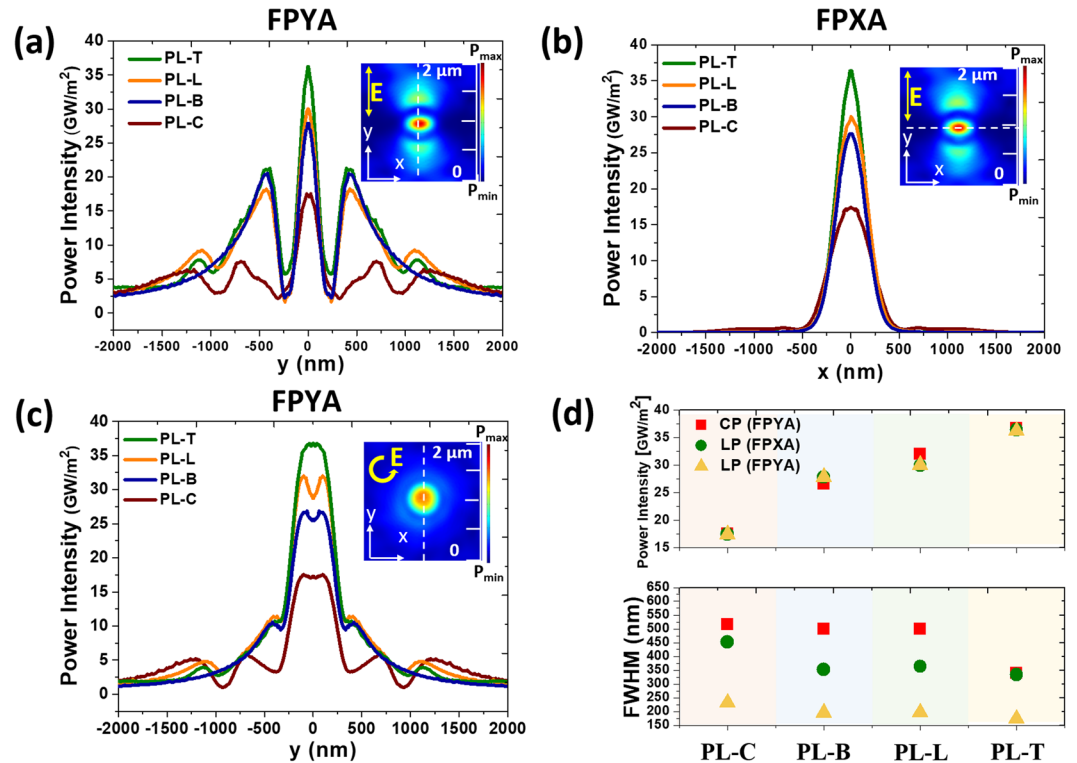 FPYA
(a)
PL-T
PL-L
PL-B
PL-C
E
2 μm
y
x
0
Pmax
Pmin
Power Intensity (GW/m²)
40
35
30
25
20
15
10
5
0
-2000 -1500 -1000 -500 0 500 1000 1500 2000
y (nm)
FPXA
(b)
PL-T
PL-L
PL-B
PL-C
E
2 μm
y
x
0
Pmax
Pmin
Power Intensity (GW/m²)
40
35
30
25
20
15
10
5
0
-2000 -1500 -1000 -500 0 500 1000 1500 2000
x (nm)
FPYA
(c)
PL-T
PL-L
PL-B
PL-C
E
2 μm
y
x
0
Pmax
Pmin
Power Intensity (GW/m²)
40
35
30
25
20
15
10
5
0
-2000 -1500 -1000 -500 0 500 1000 1500 2000
y (nm)
(d)
CP (FPYA)
LP (FPXA)
LP (FPYA)
Power Intensity [GW/m²]
40
35
30
25
20
15
FWHM (nm)
650
600
550
500
450
400
350
300
250
200
150
PL-C PL-B PL-L PL-T